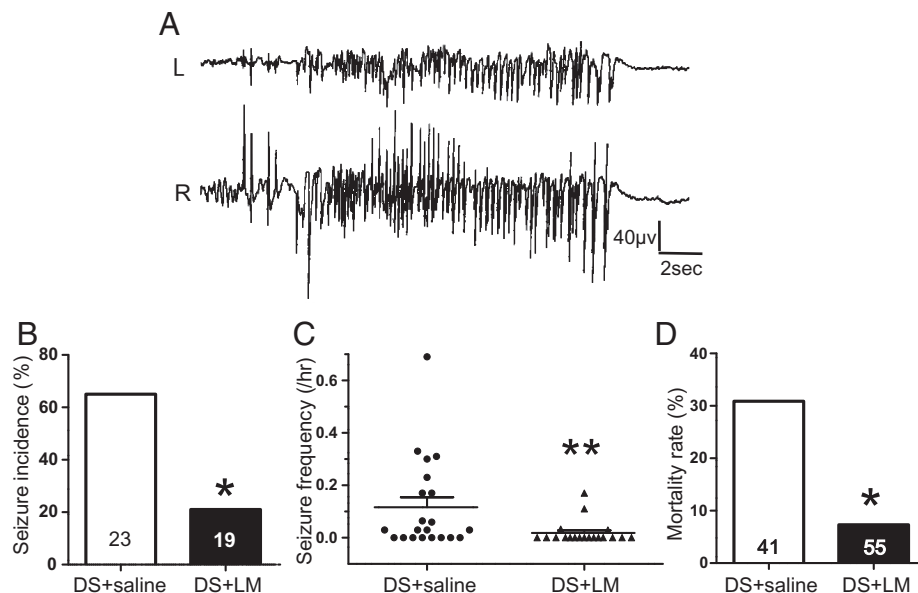 A
L
R
40µv
2sec
B
Seizure incidence (%)
80
60
40
20
0
23
*
19
DS+saline
DS+LM
C
Seizure frequency (/hr)
0.6
0.4
0.2
0.0
**
DS+saline
DS+LM
D
Mortality rate (%)
40
30
20
10
0
41
*
55
DS+saline
DS+LM